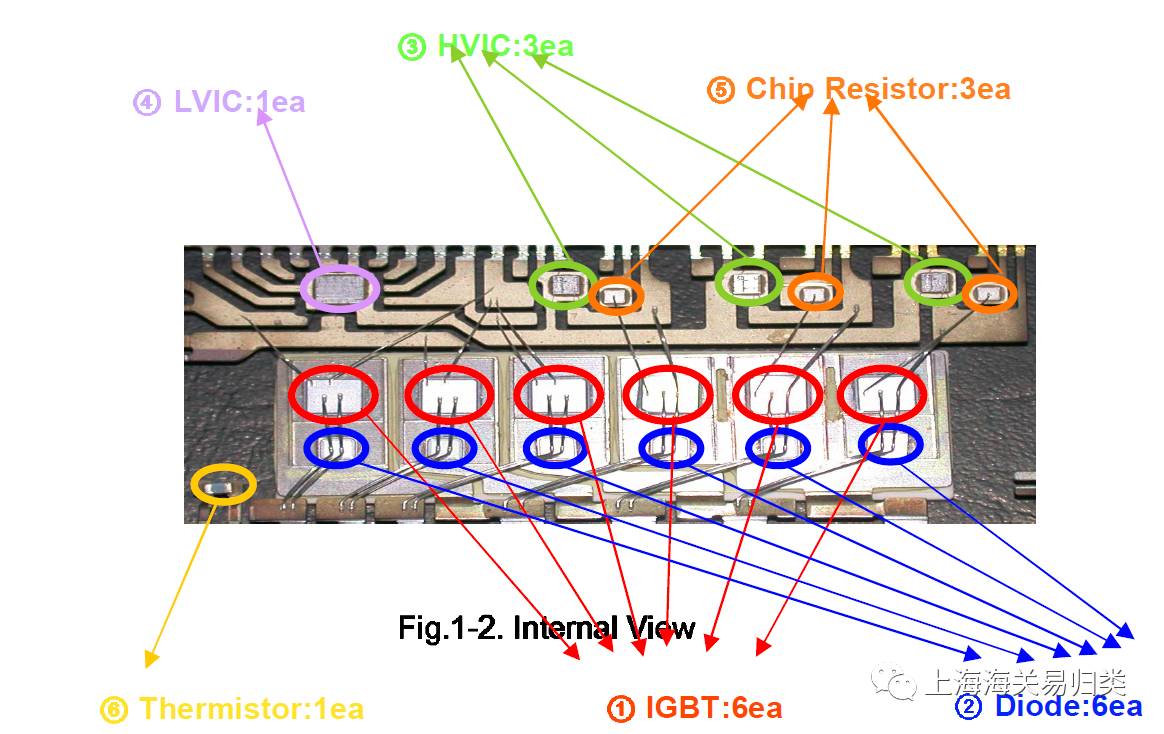 ③ HVIC:3ea
⑤ Chip Resistor:3ea
④ LVIC:1ea
Fig.1-2. Internal View
上海海关易归类
⑥ Thermistor:1ea
① IGBT:6ea
② Diode:6ea